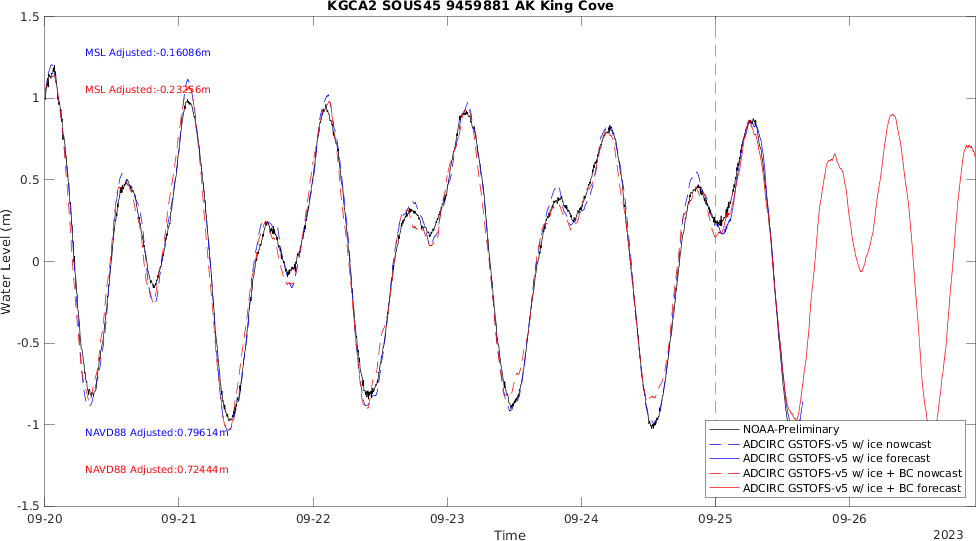 KGCA2 SOUS45 9459881 AK King Cove
1.5
1
0.5
0
-0.5
-1
-1.5
Water Level (m)
MSL Adjusted:-0.16086m
MSL Adjusted:-0.23256m
NAVD88 Adjusted:0.79614m
NAVD88 Adjusted:0.72444m
NOAA-Preliminary
ADCIRC GSTOFS-v5 w/ ice nowcast
ADCIRC GSTOFS-v5 w/ ice forecast
ADCIRC GSTOFS-v5 w/ ice + BC nowcast
ADCIRC GSTOFS-v5 w/ ice + BC forecast
09-20 09-21 09-22 09-23 09-24 09-25 09-26
Time
2023